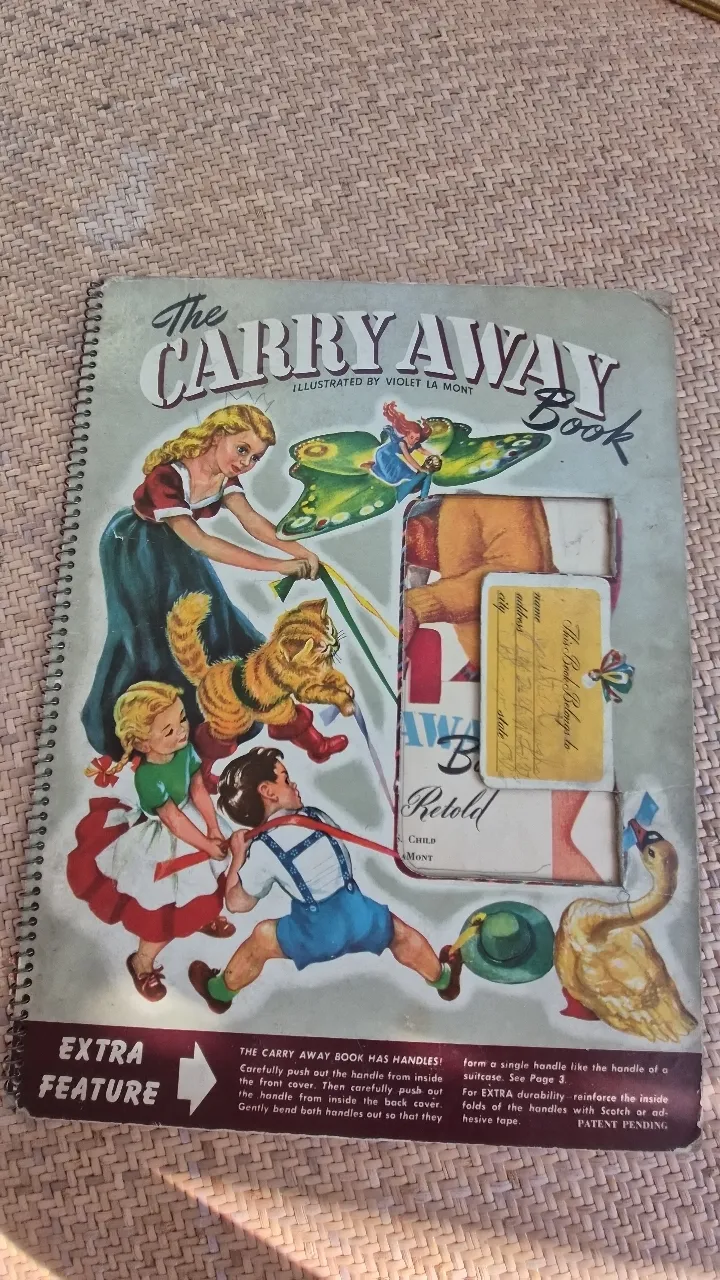 The
CARRY AWAY
ILLUSTRATED BY VIOLET LA MONT
Book
This Book Belongs to
name
address
city state
AWA
B
Retold
CHILD
MONT
EXTRA
FEATURE
THE CARRY AWAY BOOK HAS HANDLES!
Carefully push out the handle from inside
the front cover. Then carefully push out
the handle from inside the back cover.
Gently bend both handles out so that they
form a single handle like the handle of a
suitcase. See Page 3.
For EXTRA durability reinforce the inside
folds of the handles with Scotch or ad-
hesive tape. PATENT PENDING